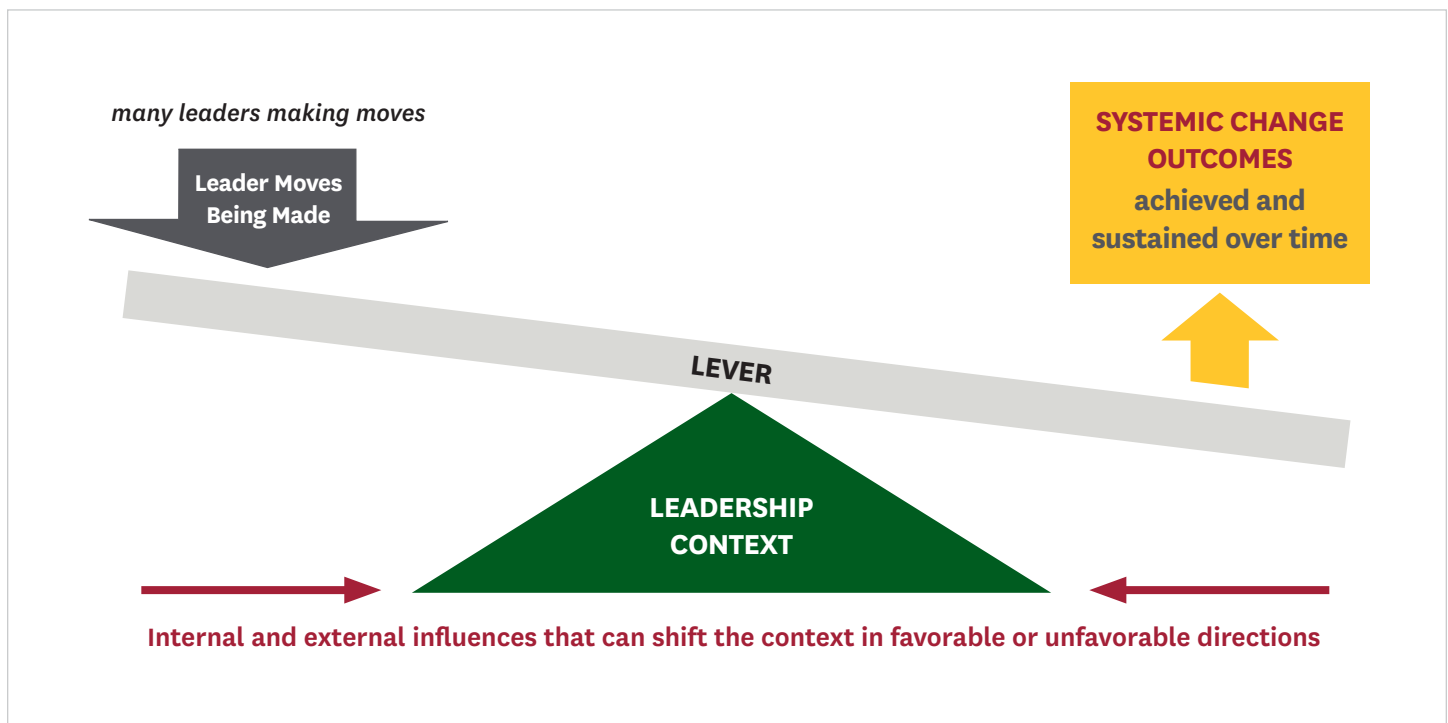 many leaders making moves
Leader Moves
Being Made
SYSTEMIC CHANGE
OUTCOMES
achieved and
sustained over time
LEVER
LEADERSHIP
CONTEXT
Internal and external influences that can shift the context in favorable or unfavorable directions